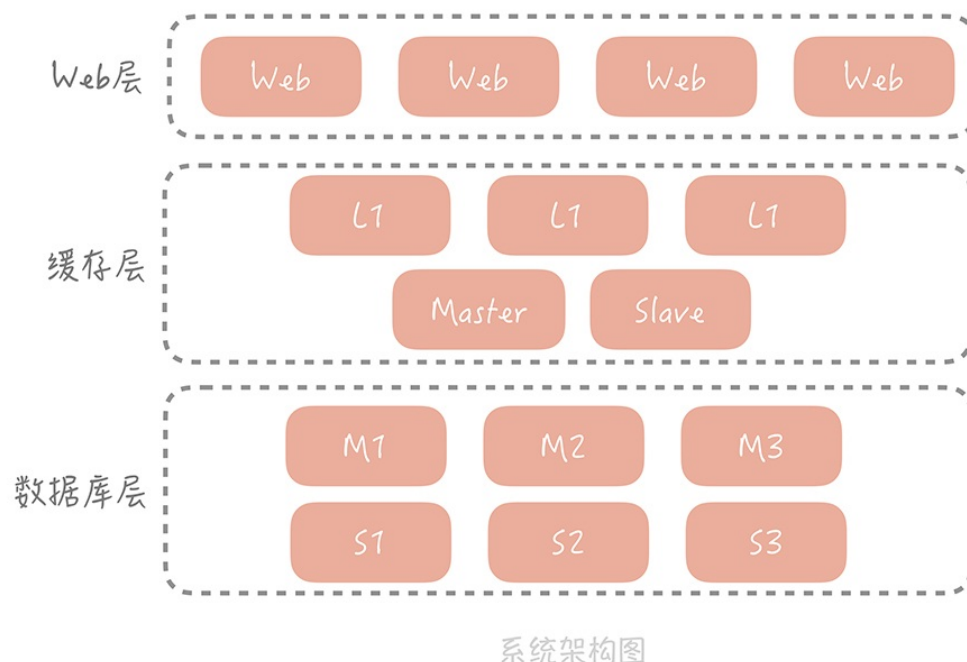 Web层
Web Web Web Web
缓存层
L1 L1 L1
Master Slave
数据库层
M1 M2 M3
S1 S2 S3
系统架构图